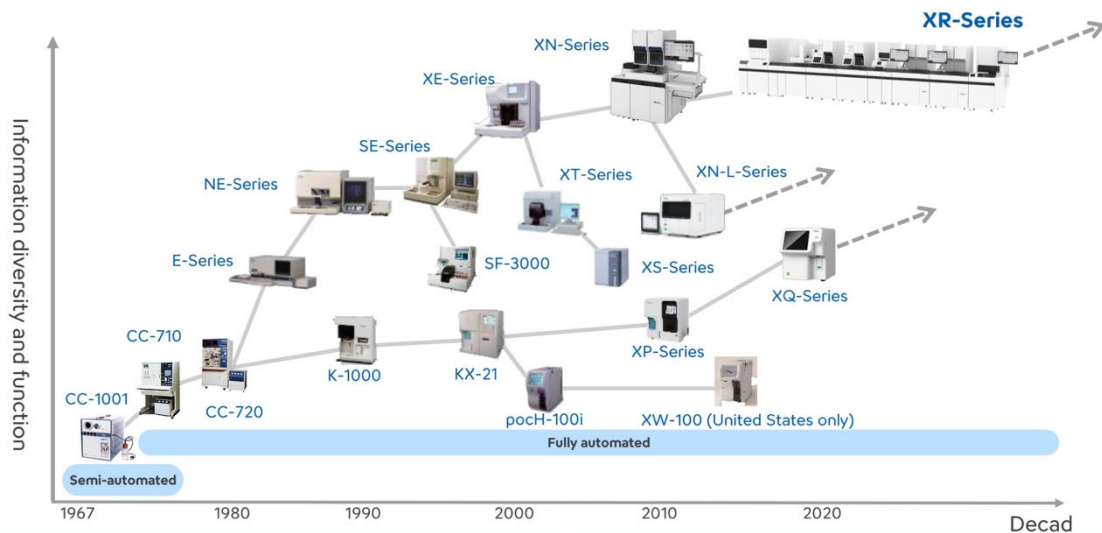 XR-Series
XN-Series
XE-Series
SE-Series
XT-Series
XN-L-Series
NE-Series
E-Series
SF-3000
XS-Series
XQ-Series
CC-710
K-1000
KX-21
XP-Series
CC-1001
CC-720
pocH-100i
XW-100 (United States only)
Fully automated
Semi-automated
Information diversity and function
1967
1980
1990
2000
2010
2020
Decad